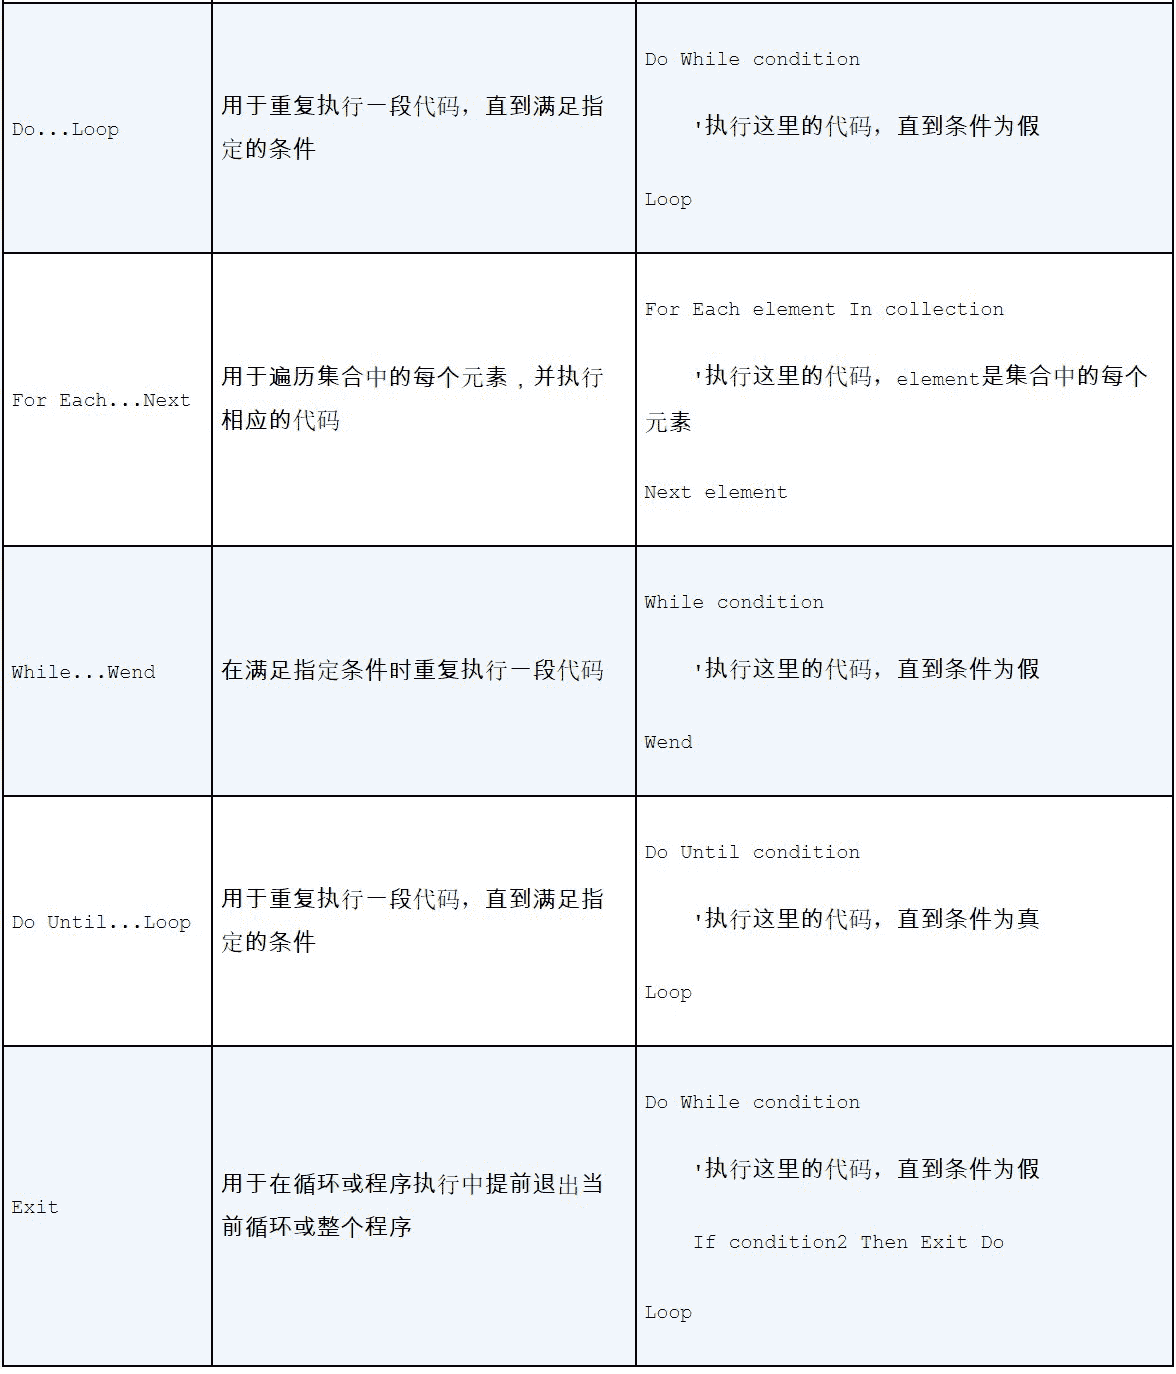 Do...Loop
用于重复执行一段代码，直到满足指
定的条件
Do While condition
'执行这里的代码，直到条件为假
Loop
For Each...Next
用于遍历集合中的每个元素，并执行
相应的代码
For Each element In collection
'执行这里的代码，element是集合中的每个
元素
Next element
While...Wend
在满足指定条件时重复执行一段代码
While condition
'执行这里的代码，直到条件为假
Wend
Do Until...Loop
用于重复执行一段代码，直到满足指
定的条件
Do Until condition
'执行这里的代码，直到条件为真
Loop
Exit
用于在循环或程序执行中提前退出当
前循环或整个程序
Do While condition
'执行这里的代码，直到条件为假
If condition2 Then Exit Do
Loop